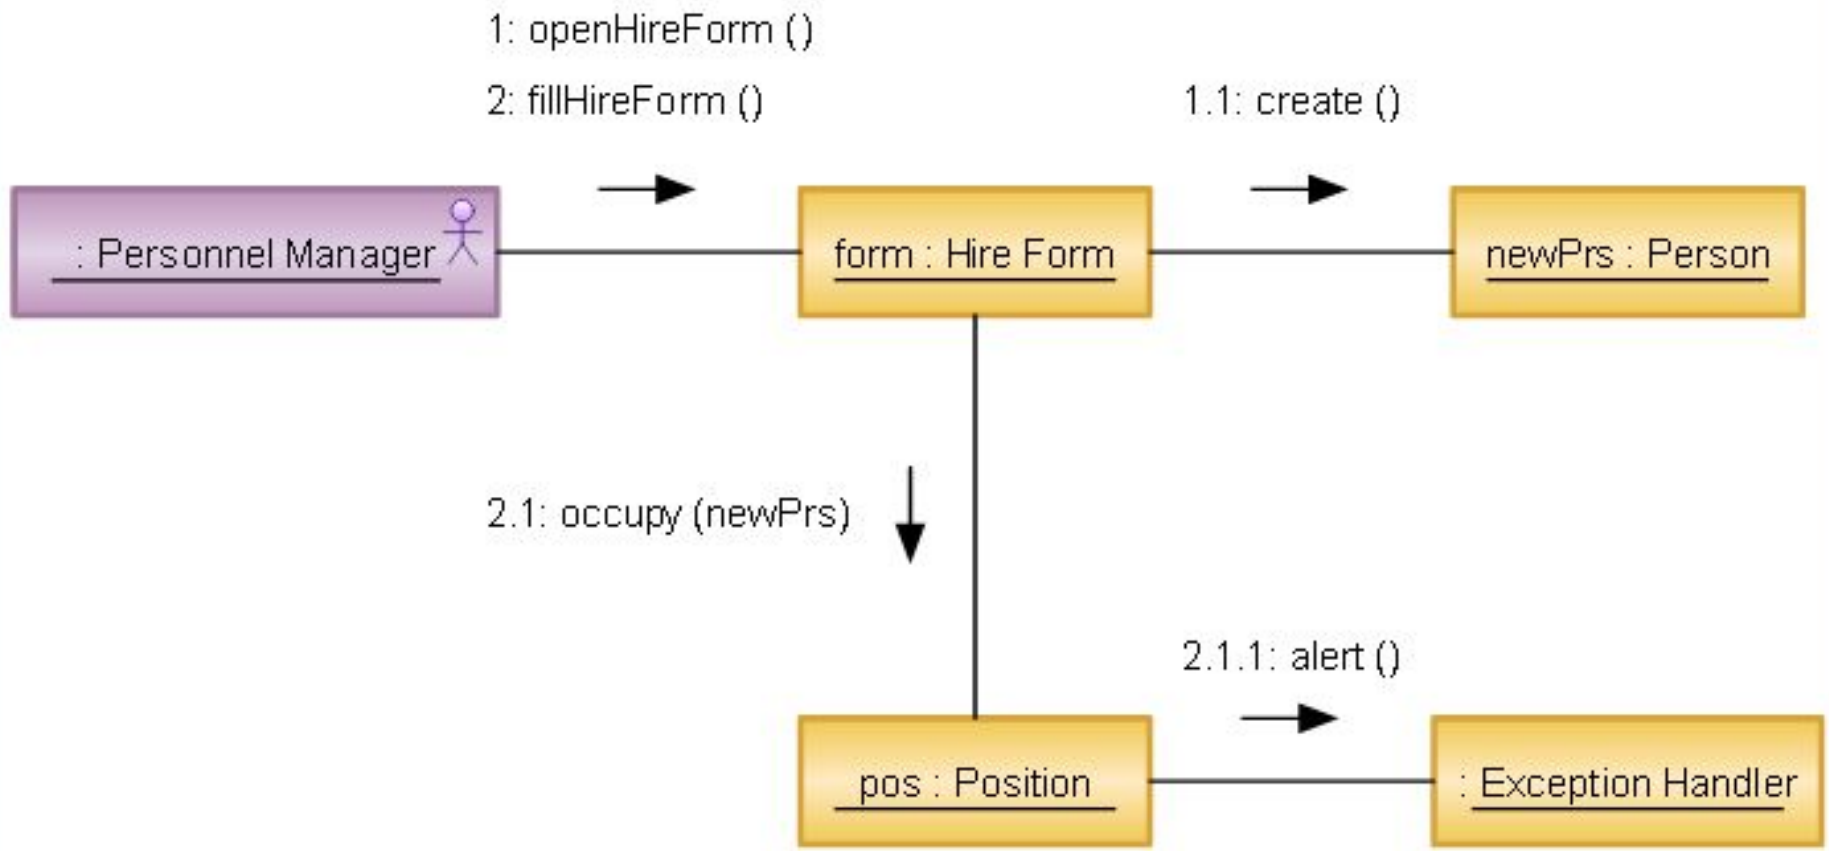 1: openHireForm ()
2: fillHireForm ()
1.1: create ()
: Personnel Manager
form : Hire Form
newPrs : Person
2.1: occupy (newPrs)
2.1.1: alert ()
pos : Position
: Exception Handler